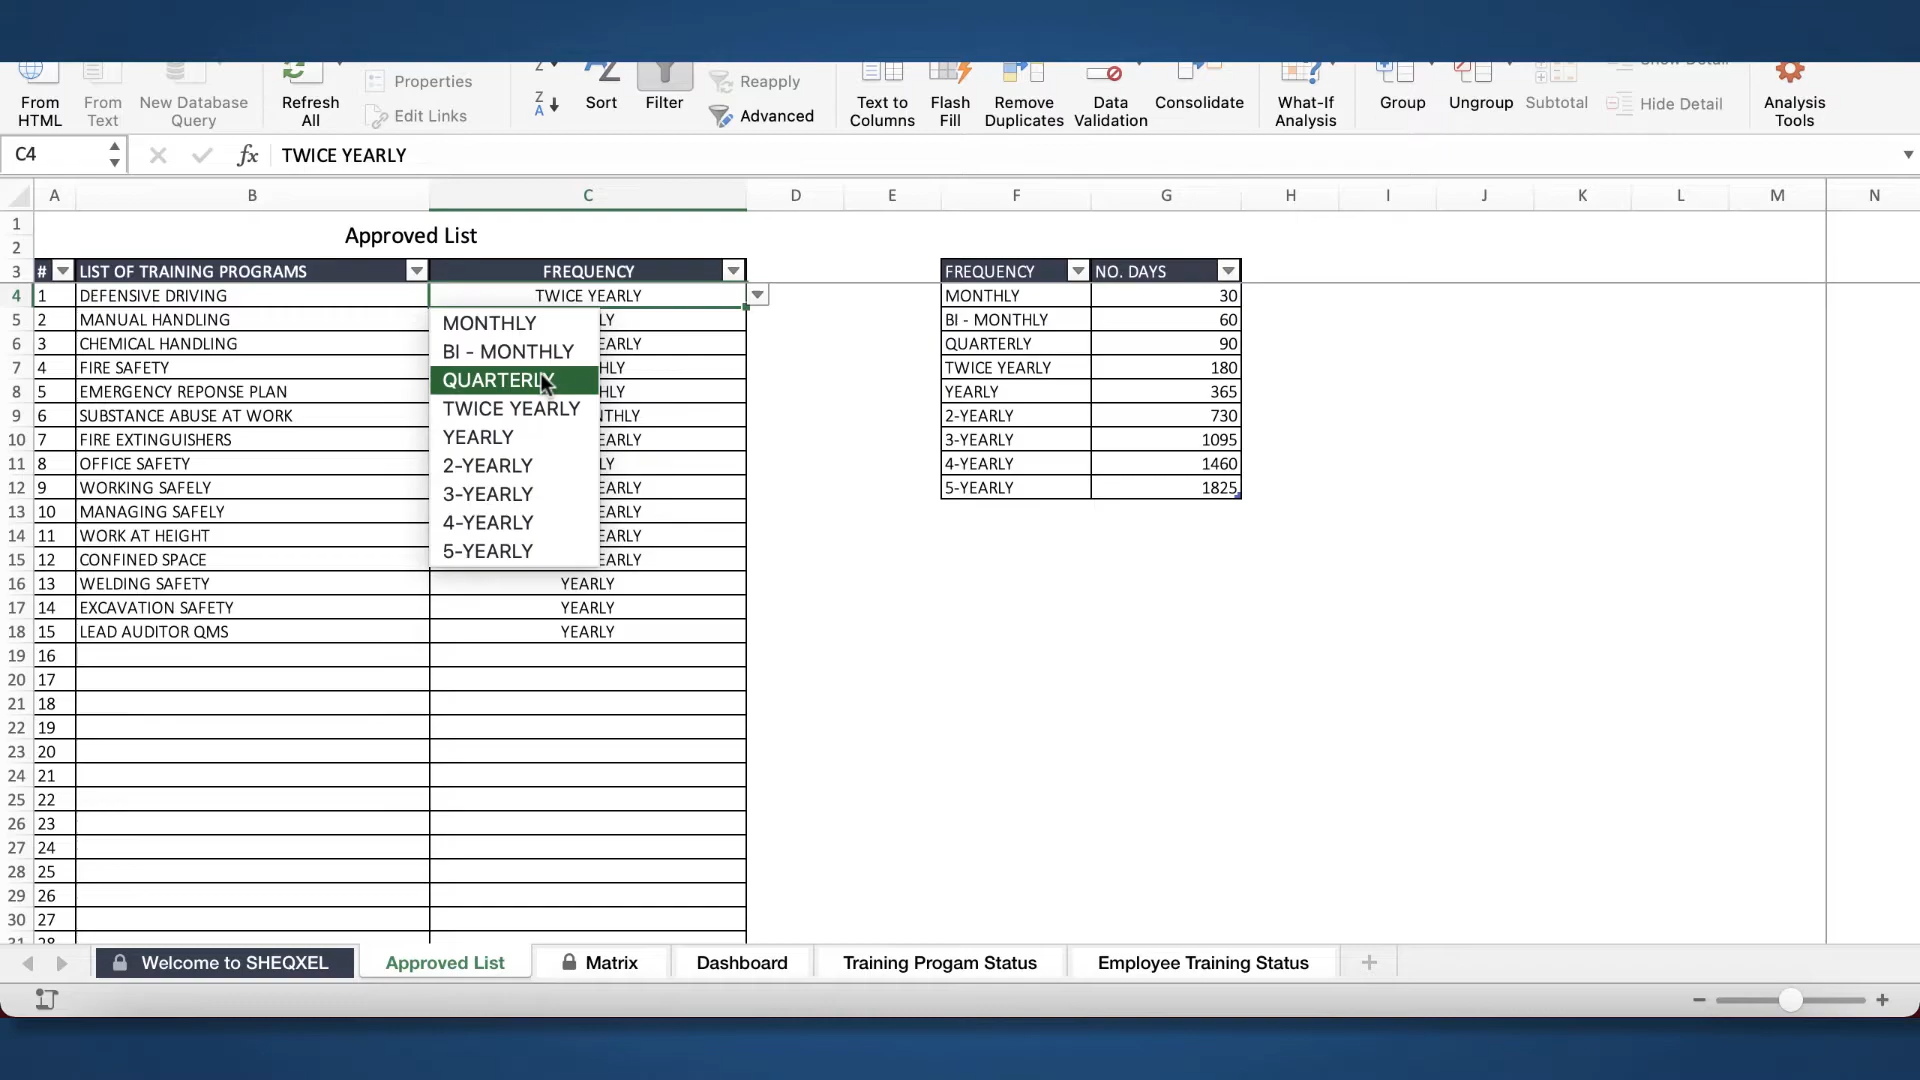 From HTML
From Text
New Database Query
Refresh All
Properties
Edit Links
Sort
Filter
Reapply
Advanced
Text to Columns
Flash Fill
Remove Duplicates
Data Validation
Consolidate
What-If Analysis
Group
Ungroup
Subtotal
Show Detail
Hide Detail
Analysis Tools
C4 fx TWICE YEARLY
A B C D E F G H I J K L M N
1
Approved List
2
3 # LIST OF TRAINING PROGRAMS FREQUENCY FREQUENCY NO. DAYS
4 1 DEFENSIVE DRIVING TWICE YEARLY MONTHLY 30
5 2 MANUAL HANDLING LY BI - MONTHLY 60
6 3 CHEMICAL HANDLING EARLY QUARTERLY 90
7 4 FIRE SAFETY HLY TWICE YEARLY 180
8 5 EMERGENCY REPONSE PLAN HLY YEARLY 365
9 6 SUBSTANCE ABUSE AT WORK NTHLY 2-YEARLY 730
10 7 FIRE EXTINGUISHERS EARLY 3-YEARLY 1095
11 8 OFFICE SAFETY LY 4-YEARLY 1460
12 9 WORKING SAFELY EARLY 5-YEARLY 1825
13 10 MANAGING SAFELY EARLY
14 11 WORK AT HEIGHT EARLY
15 12 CONFINED SPACE EARLY
16 13 WELDING SAFETY YEARLY
17 14 EXCAVATION SAFETY YEARLY
18 15 LEAD AUDITOR QMS YEARLY
19 16
20 17
21 18
22 19
23 20
24 21
25 22
26 23
27 24
28 25
29 26
30 27
31 28
MONTHLY
BI - MONTHLY
QUARTERLY
TWICE YEARLY
YEARLY
2-YEARLY
3-YEARLY
4-YEARLY
5-YEARLY
Welcome to SHEQXEL Approved List Matrix Dashboard Training Progam Status Employee Training Status